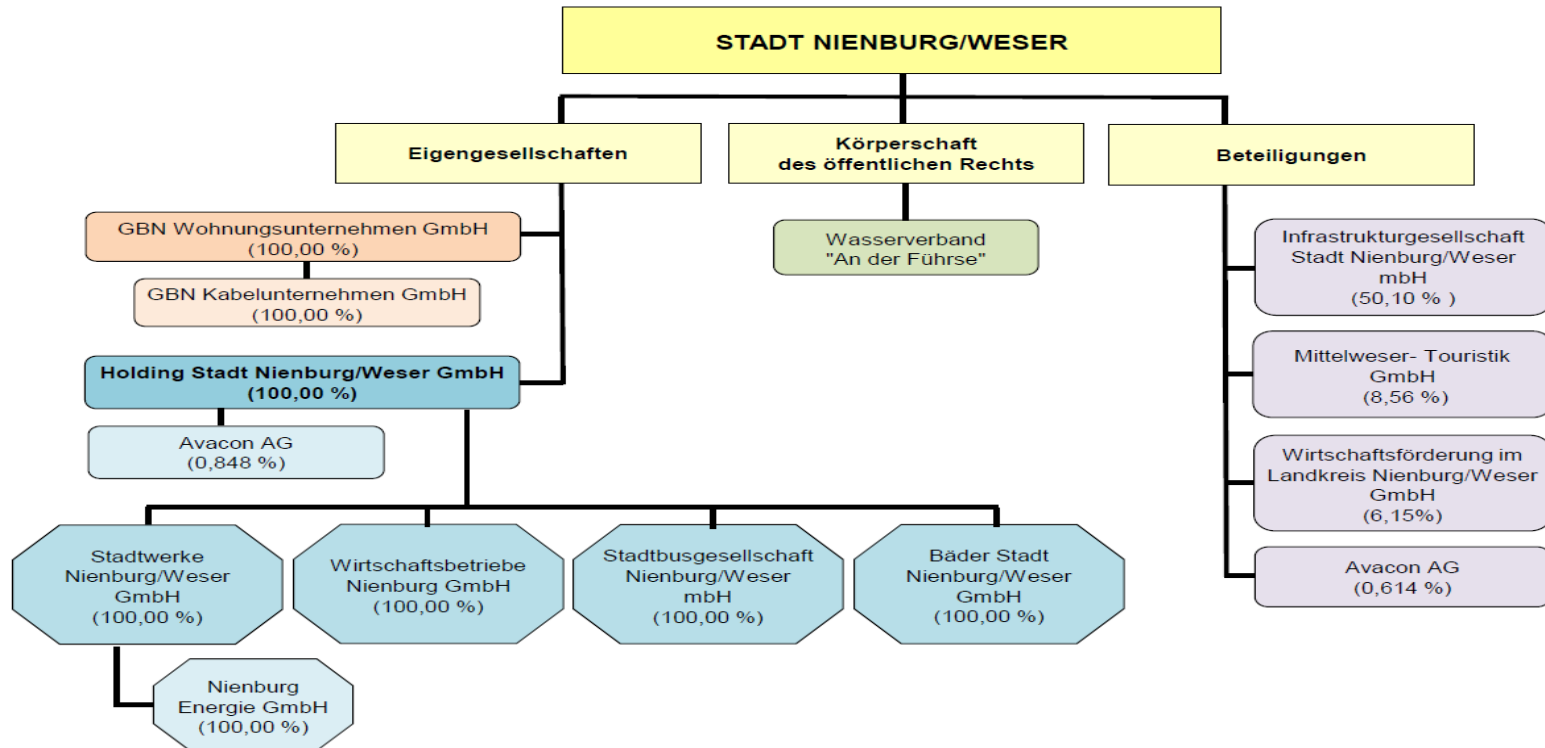 STADT NIENBURG/WESER
Eigengesellschaften
Körperschaft
des öffentlichen Rechts
Beteiligungen
GBN Wohnungsunternehmen GmbH
(100,00 %)
GBN Kabelunternehmen GmbH
(100,00 %)
Holding Stadt Nienburg/Weser GmbH
(100,00 %)
Avacon AG
(0,848 %)
Stadtwerke
Nienburg/Weser
GmbH
(100,00 %)
Wirtschaftsbetriebe
Nienburg GmbH
(100,00 %)
Stadtbusgesellschaft
Nienburg/Weser
mbH
(100,00 %)
Bäder Stadt
Nienburg/Weser
GmbH
(100,00 %)
Nienburg
Energie GmbH
(100,00 %)
Wasserverband
"An der Führse"
Infrastrukturgesellschaft
Stadt Nienburg/Weser
mbH
(50,10 % )
Mittelweser- Touristik
GmbH
(8,56 %)
Wirtschaftsförderung im
Landkreis Nienburg/Weser
GmbH
(6,15%)
Avacon AG
(0,614 %)